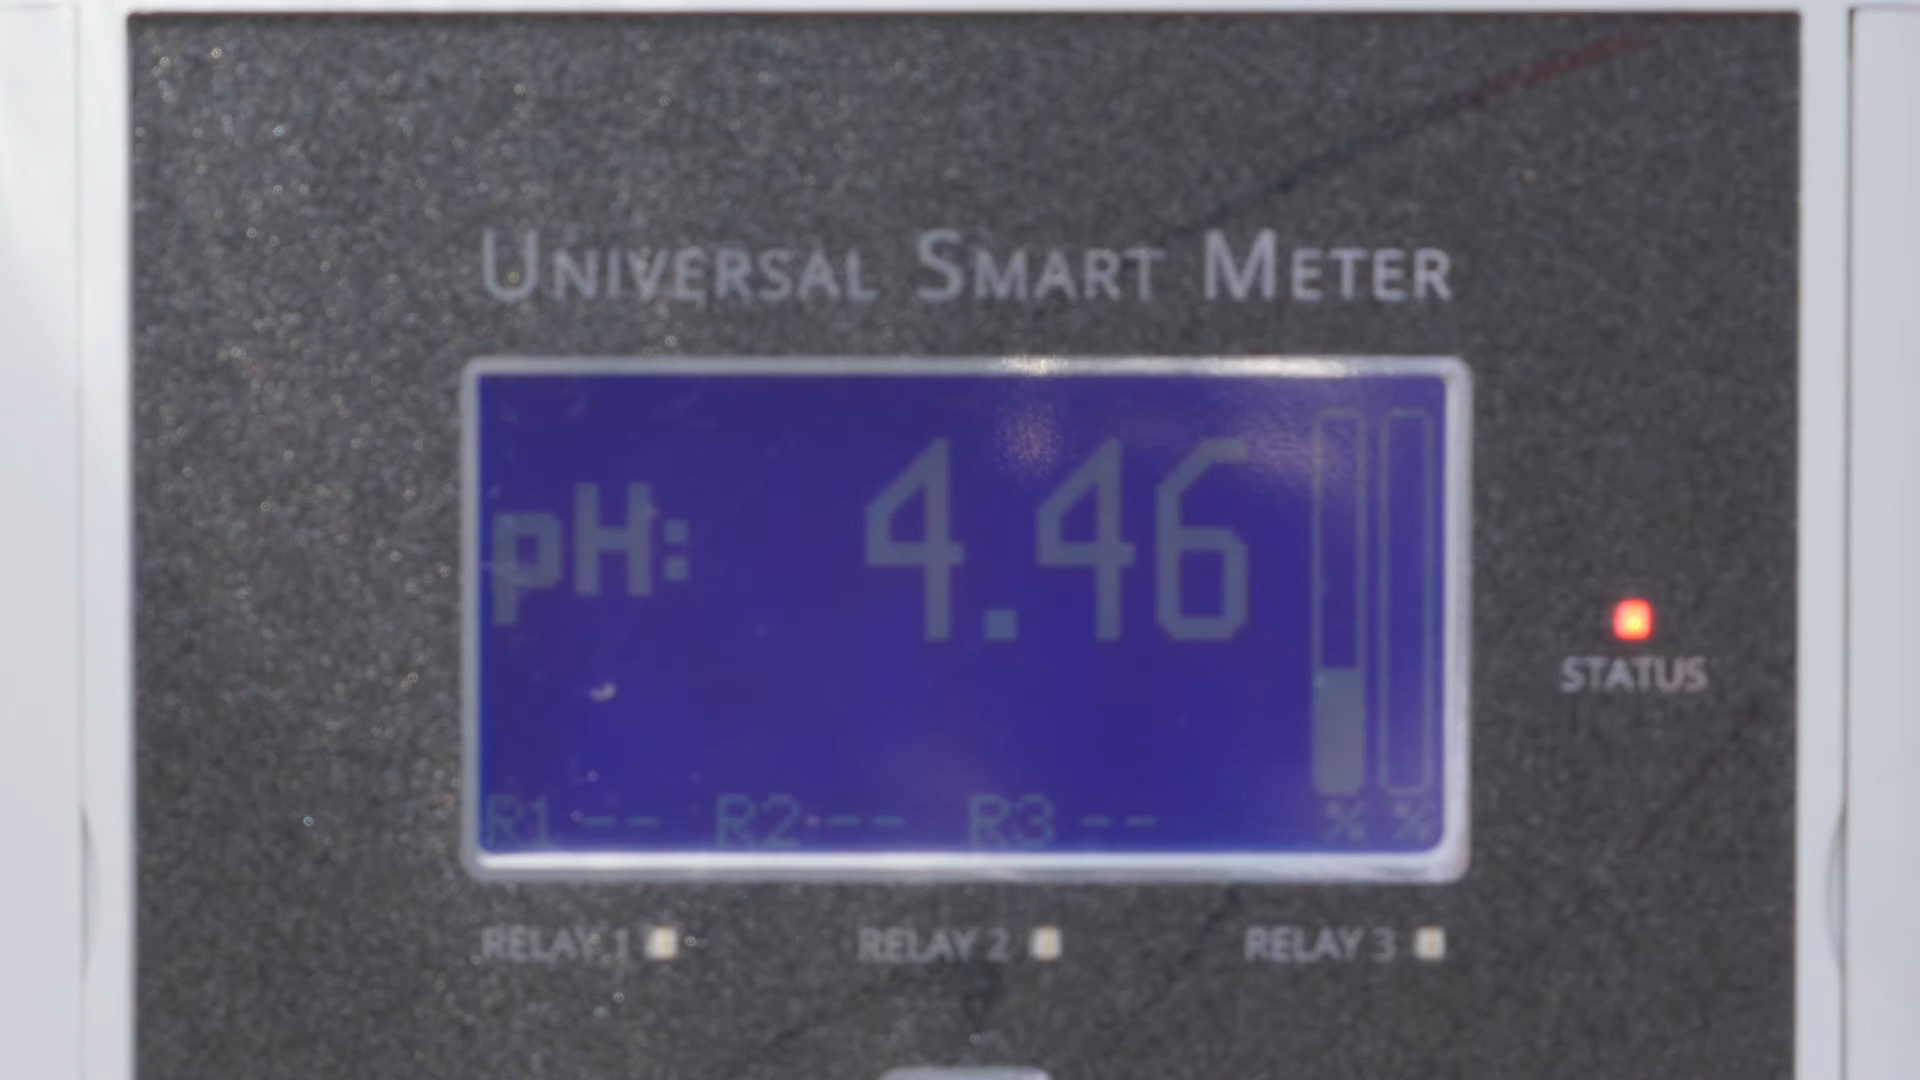 UNIVERSAL SMART METER
pH: 4.46
R1 -- R2 -- R3 -- % %
STATUS
RELAY 1 RELAY 2 RELAY 3